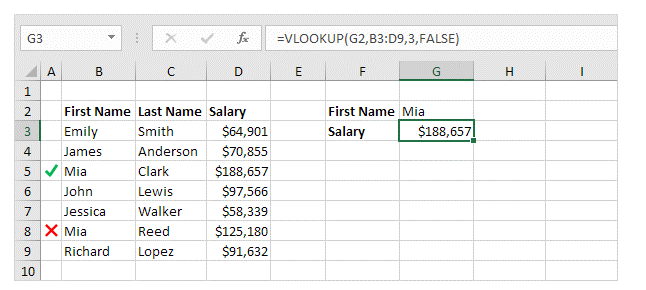 G3 fx =VLOOKUP(G2,B3:D9,3,FALSE)
A B C D E F G H I
1
2 First Name Last Name Salary First Name Mia
3 Emily Smith $64,901 Salary $188,657
4 James Anderson $70,855
5 Mia Clark $188,657
6 John Lewis $97,566
7 Jessica Walker $58,339
8 Mia Reed $125,180
9 Richard Lopez $91,632
10